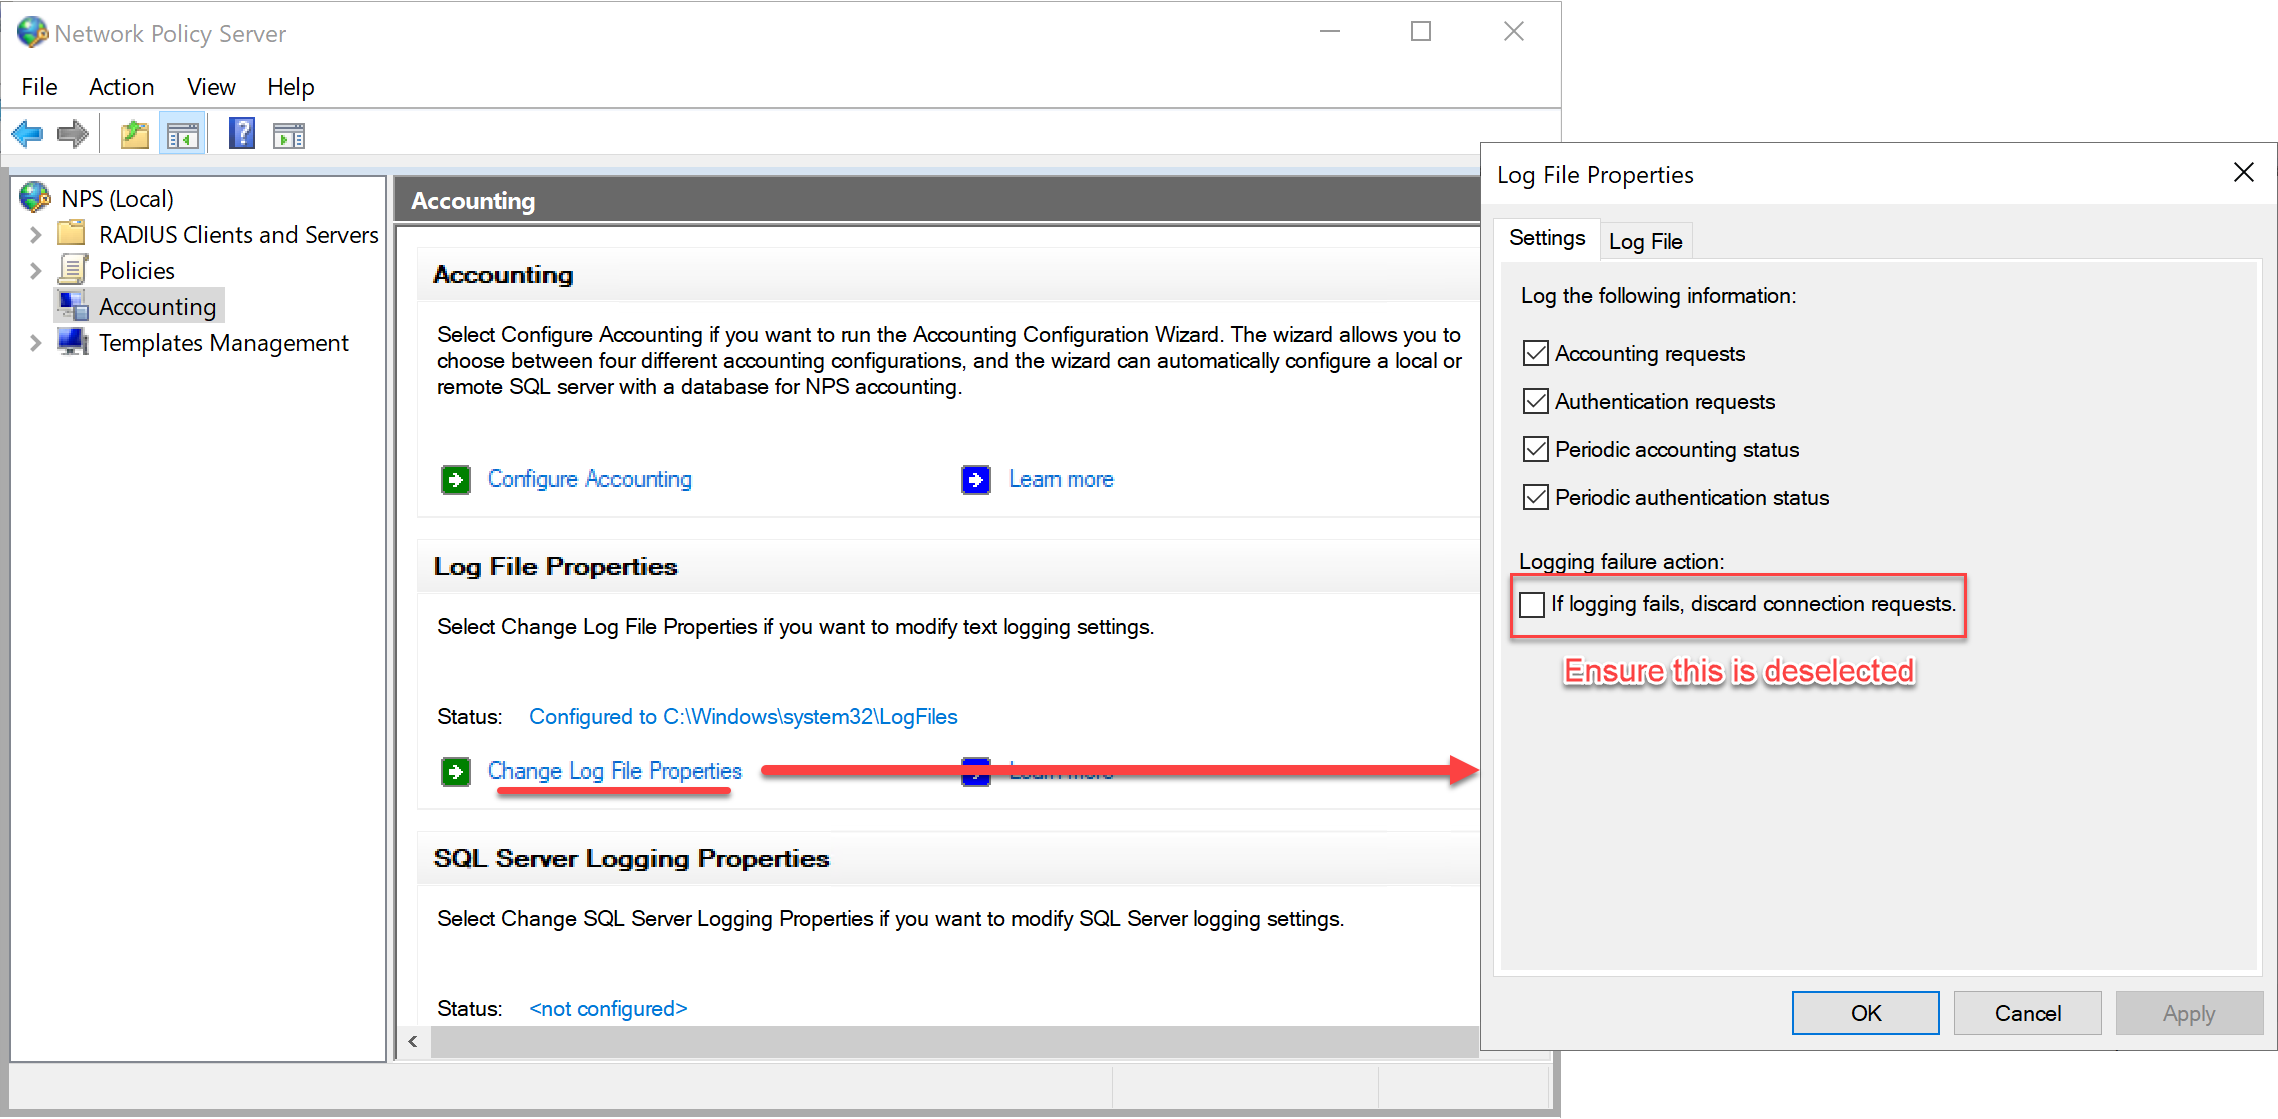 Network Policy Server
File Action View Help
NPS (Local)
RADIUS Clients and Servers
Policies
Accounting
Templates Management
Accounting
Accounting
Select Configure Accounting if you want to run the Accounting Configuration Wizard. The wizard allows you to
choose between four different accounting configurations, and the wizard can automatically configure a local or
remote SQL server with a database for NPS accounting.
Configure Accounting
Learn more
Log File Properties
Select Change Log File Properties if you want to modify text logging settings.
Status: Configured to C:\Windows\system32\LogFiles
Change Log File Properties
Learn more
SQL Server Logging Properties
Select Change SQL Server Logging Properties if you want to modify SQL Server logging settings.
Status: <not configured>
Log File Properties
Settings
Log File
Log the following information:
Accounting requests
Authentication requests
Periodic accounting status
Periodic authentication status
Logging failure action:
If logging fails, discard connection requests.
Ensure this is deselected
OK
Cancel
Apply